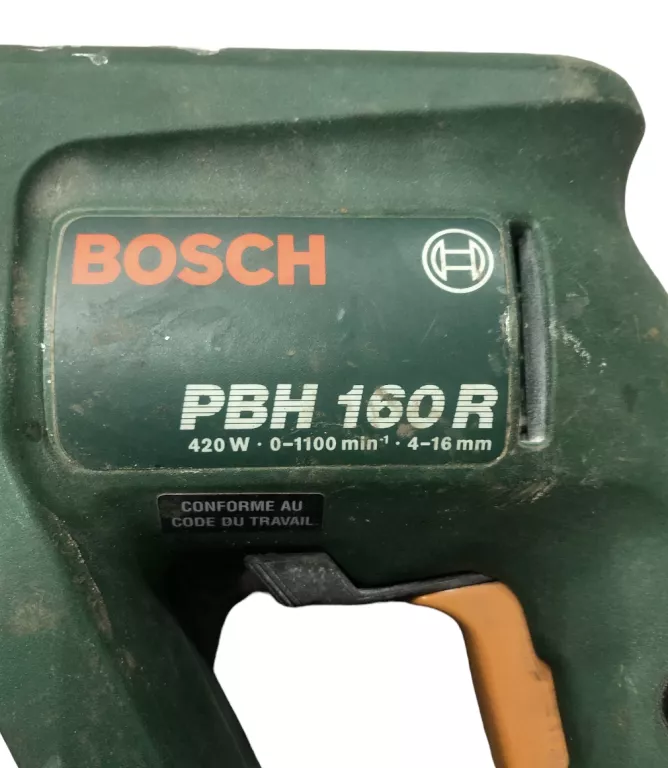 BOSCH
PBH 160 R
420 W · 0–1100 min⁻¹ · 4–16 mm
CONFORME AU
CODE DU TRAVAIL